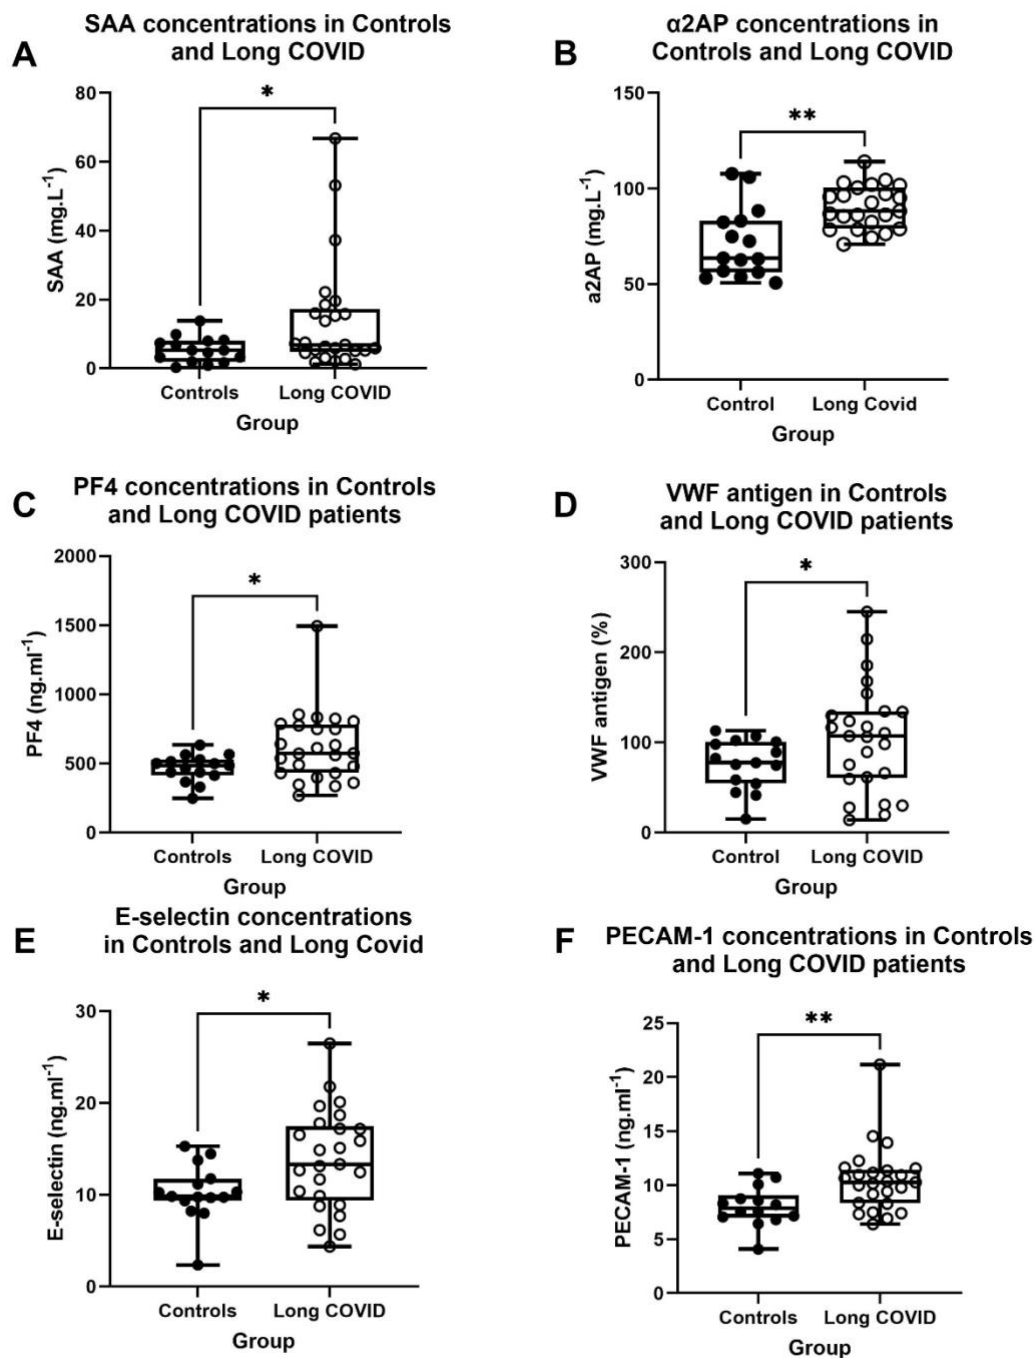 A
SAA concentrations in Controls
and Long COVID
*
SAA (mg.L⁻¹)
80
60
40
20
0
Controls
Long COVID
Group
B
α2AP concentrations in
Controls and Long COVID
**
a2AP (mg.L⁻¹)
150
100
50
0
Control
Long Covid
Group
C
PF4 concentrations in Controls
and Long COVID patients
*
PF4 (ng.ml⁻¹)
2000
1500
1000
500
0
Controls
Long COVID
Group
D
VWF antigen in Controls
and Long COVID patients
*
VWF antigen (%)
300
200
100
0
Control
Long COVID
Group
E
E-selectin concentrations
in Controls and Long Covid
*
E-selectin (ng.ml⁻¹)
30
20
10
0
Controls
Long COVID
Group
F
PECAM-1 concentrations in Controls
and Long COVID patients
**
PECAM-1 (ng.ml⁻¹)
25
20
15
10
5
0
Controls
Long COVID
Group